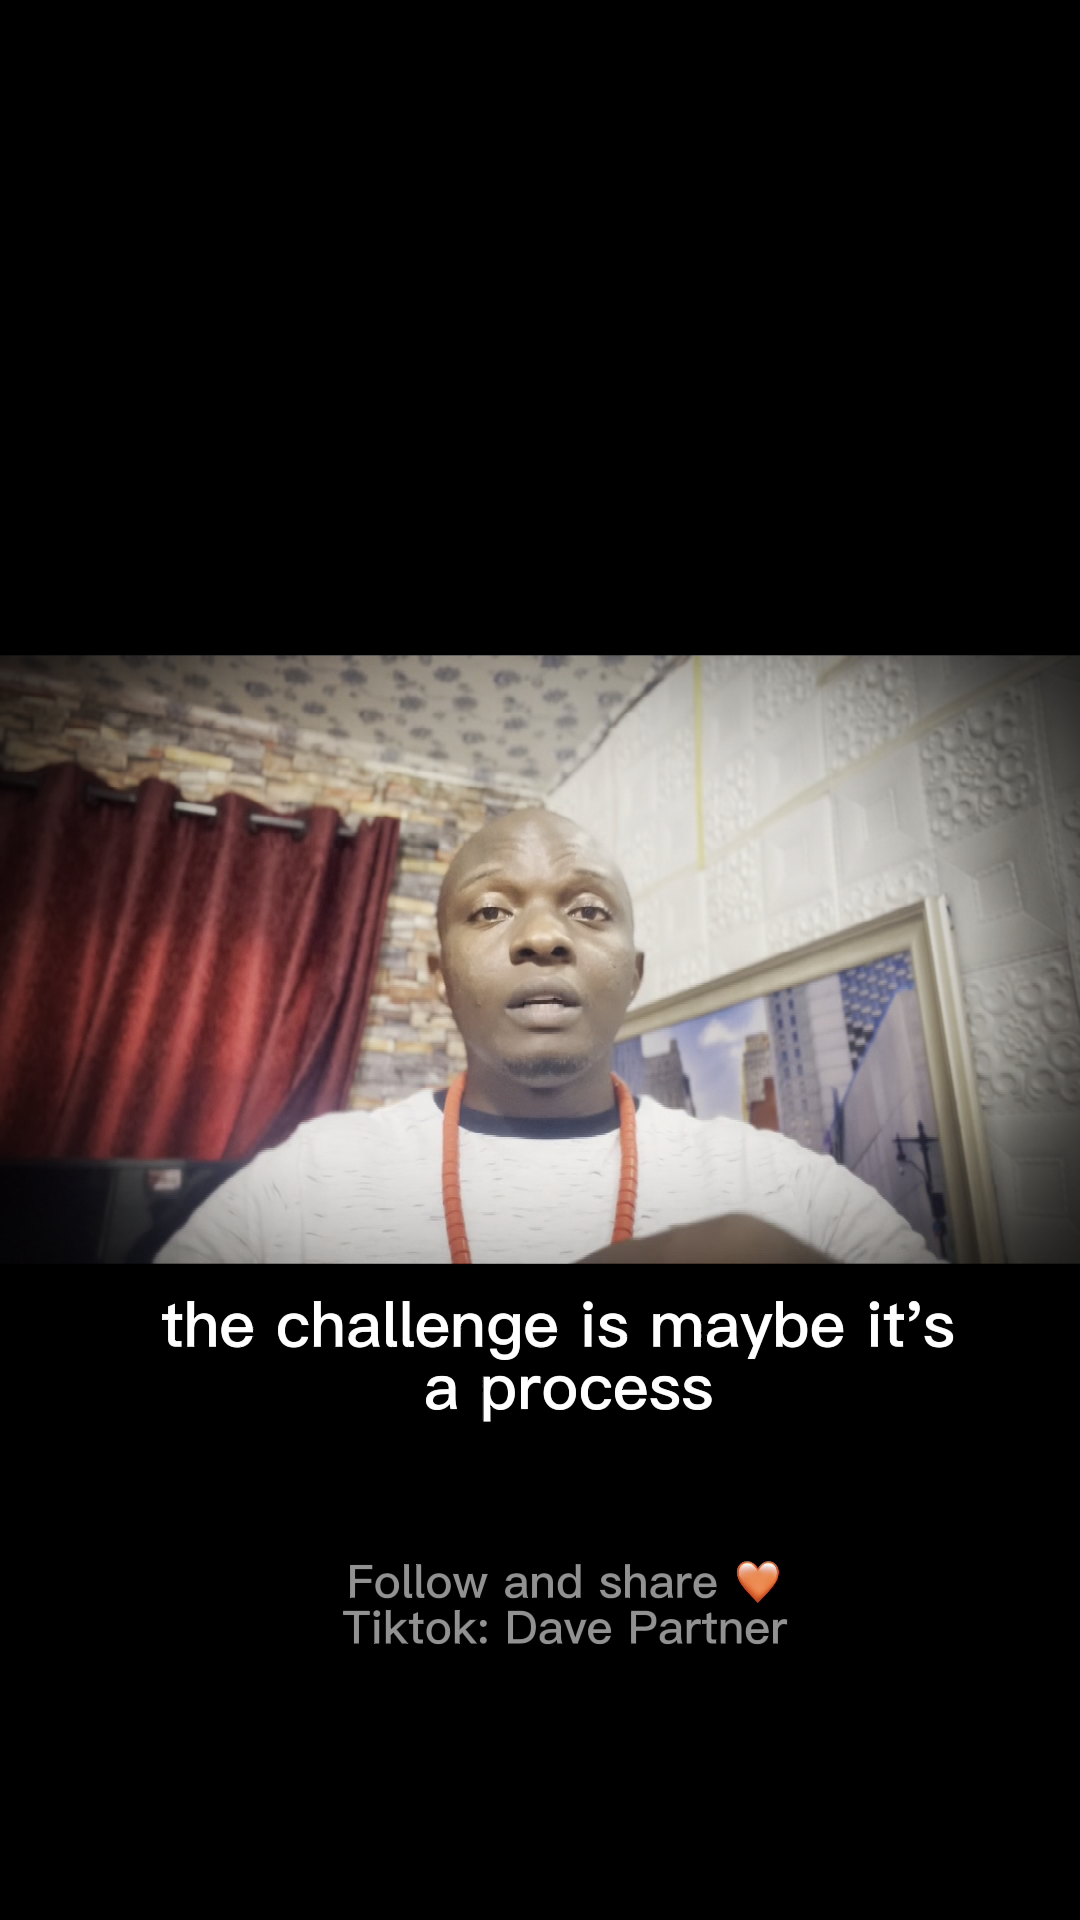 the challenge is maybe it’s
a process
Follow and share 🧡
Tiktok: Dave Partner